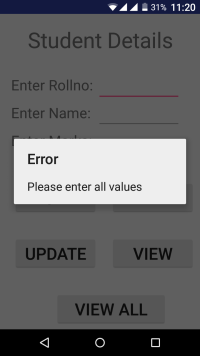 31% 11:20
Student Details
Enter Rollno:
Enter Name:
Error
Please enter all values
UPDATE VIEW
VIEW ALL